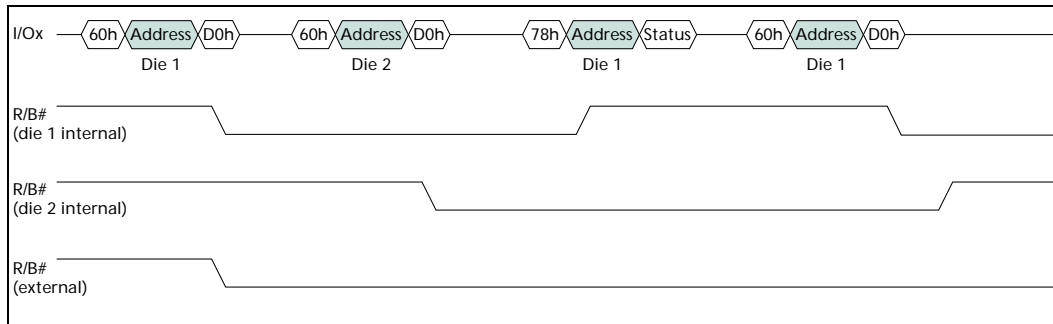 I/Ox 60h Address D0h 60h Address D0h 78h Address Status 60h Address D0h
Die 1 Die 2 Die 1 Die 1
R/B#
(die 1 internal)
R/B#
(die 2 internal)
R/B#
(external)